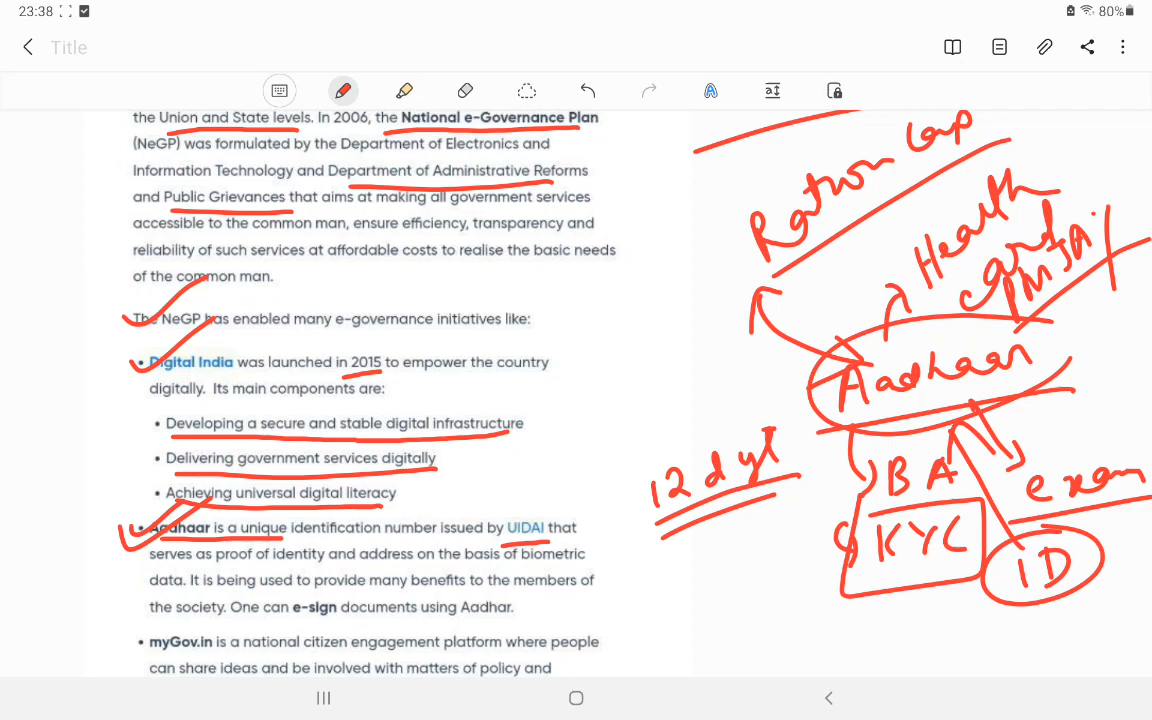 23:38
80%
Title
the Union and State levels. In 2006, the National e-Governance Plan
(NeGP) was formulated by the Department of Electronics and
Information Technology and Department of Administrative Reforms
and Public Grievances that aims at making all government services
accessible to the common man, ensure efficiency, transparency and
reliability of such services at affordable costs to realise the basic needs
of the common man.
The NeGP has enabled many e-governance initiatives like:
• Digital India was launched in 2015 to empower the country
digitally. Its main components are:
• Developing a secure and stable digital infrastructure
• Delivering government services digitally
• Achieving universal digital literacy
• Aadhaar is a unique identification number issued by UIDAI that
serves as proof of identity and address on the basis of biometric
data. It is being used to provide many benefits to the members of
the society. One can e-sign documents using Aadhar.
• myGov.in is a national citizen engagement platform where people
can share ideas and be involved with matters of policy and
Ration
Health
card
PMJAY
Aadhaar
12
BA
exam
KYC
ID